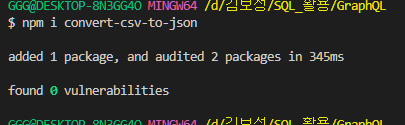 GGG@DESKTOP-8N3GG4O MINGW64 /d/김보성/SQL_활용/GraphQL
$ npm i convert-csv-to-json
added 1 package, and audited 2 packages in 345ms
found 0 vulnerabilities
GGG@DESKTOP-8N3GG4O MINGW64 /d/김보성/SQL_활용/GraphQL